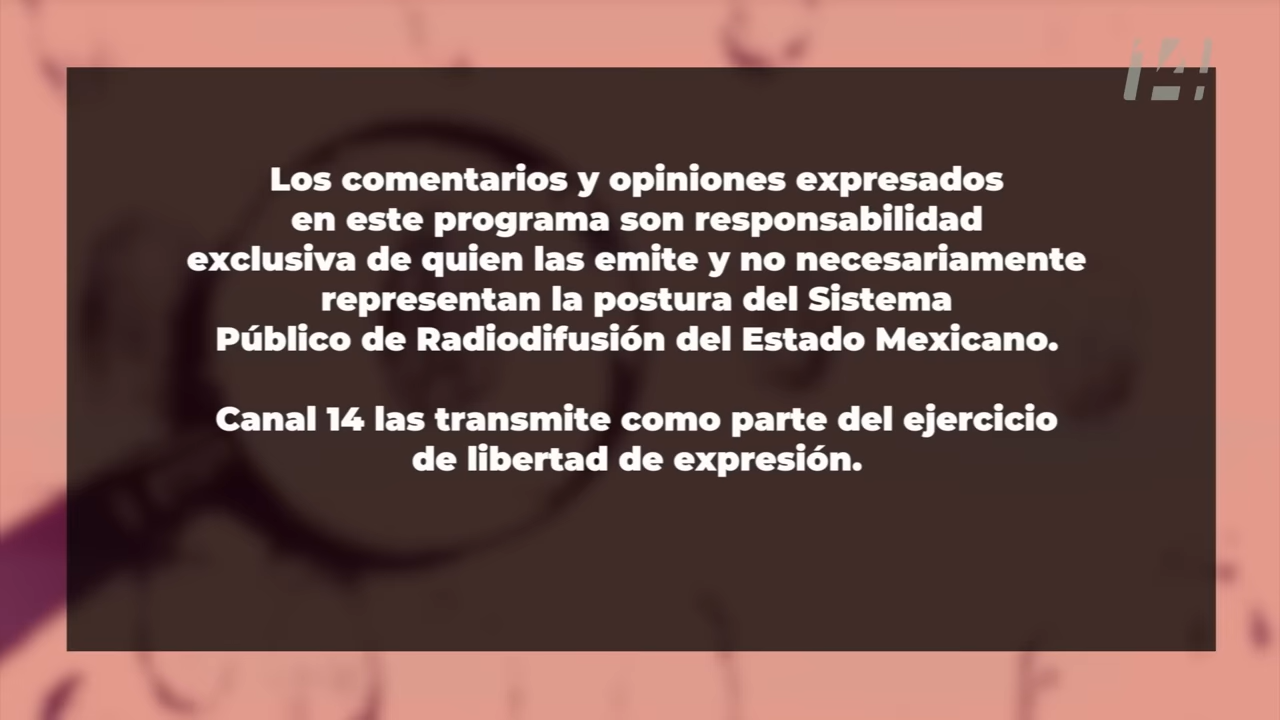 14
Los comentarios y opiniones expresados
en este programa son responsabilidad
exclusiva de quien las emite y no necesariamente
representan la postura del Sistema
Público de Radiodifusión del Estado Mexicano.
Canal 14 las transmite como parte del ejercicio
de libertad de expresión.